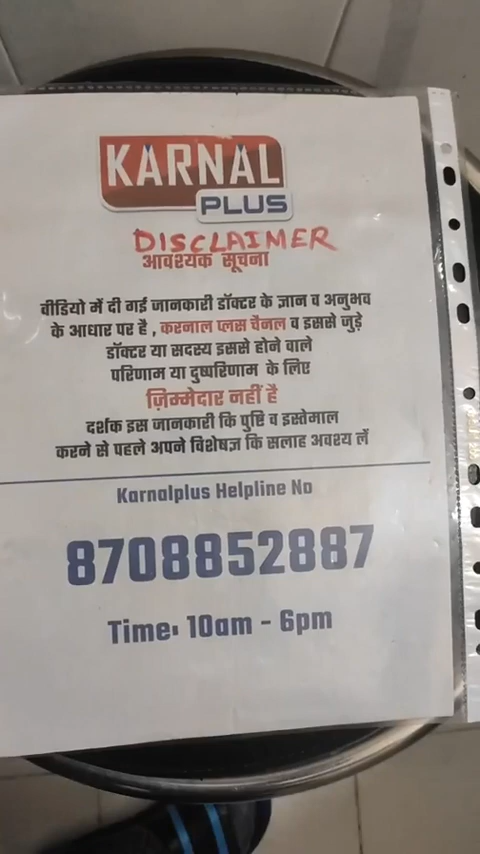 KARNAL
PLUS
DISCLAIMER
आवश्यक सूचना
वीडियो में दी गई जानकारी डॉक्टर के ज्ञान व अनुभव
के आधार पर है , करनाल प्लस चैनल व इससे जुड़े
डॉक्टर या सदस्य इससे होने वाले
परिणाम या दुष्परिणाम के लिए
ज़िम्मेदार नहीं है
दर्शक इस जानकारी कि पुष्टि व इस्तेमाल
करने से पहले अपने विशेषज्ञ कि सलाह अवश्य लें
Karnalplus Helpline No
8708852887
Time: 10am - 6pm